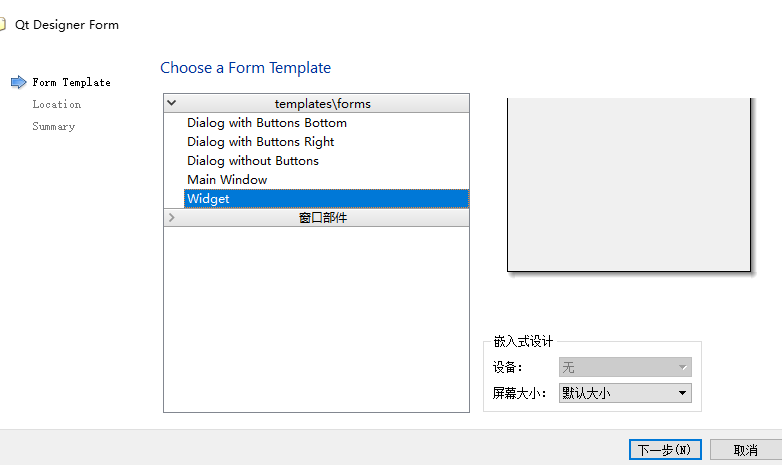 Qt Designer Form
Form Template
Location
Summary
Choose a Form Template
templates\forms
Dialog with Buttons Bottom
Dialog with Buttons Right
Dialog without Buttons
Main Window
Widget
窗口部件
嵌入式设计
设备：
无
屏幕大小：
默认大小
下一步(N)
取消